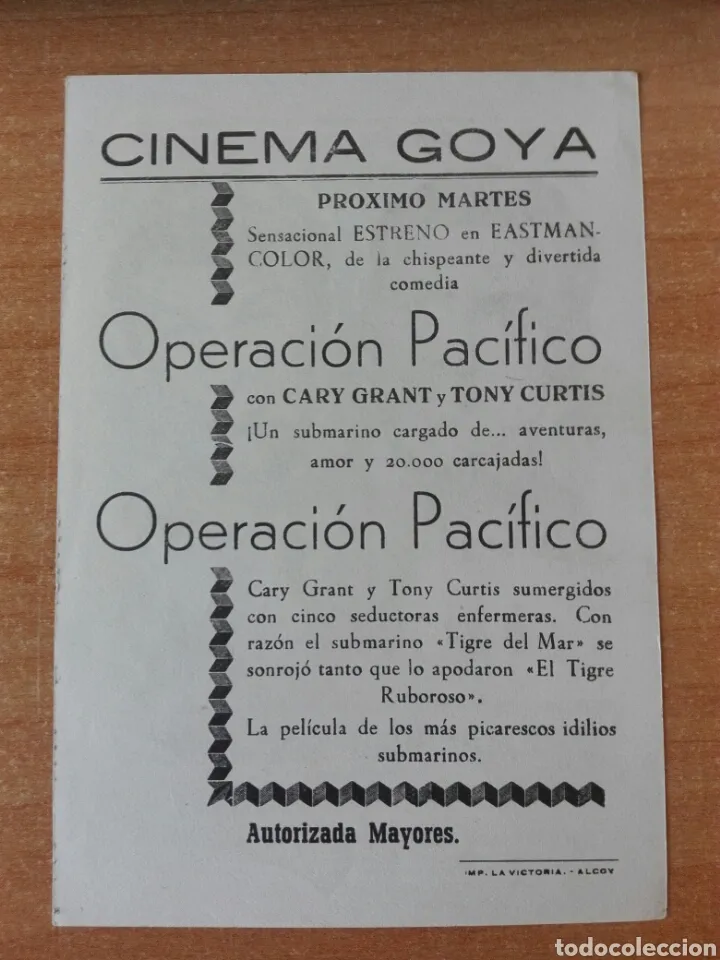 CINEMA GOYA
PROXIMO MARTES
Sensacional ESTRENO en EASTMAN-
COLOR, de la chispeante y divertida
comedia
Operación Pacífico
con CARY GRANT y TONY CURTIS
¡Un submarino cargado de... aventuras,
amor y 20.000 carcajadas!
Operación Pacífico
Cary Grant y Tony Curtis sumergidos
con cinco seductoras enfermeras. Con
razón el submarino «Tigre del Mar» se
sonrojó tanto que lo apodaron «El Tigre
Ruboroso».
La película de los más picarescos idilios
submarinos.
Autorizada Mayores.
IMP. LA VICTORIA. - ALCOY
todocoleccion